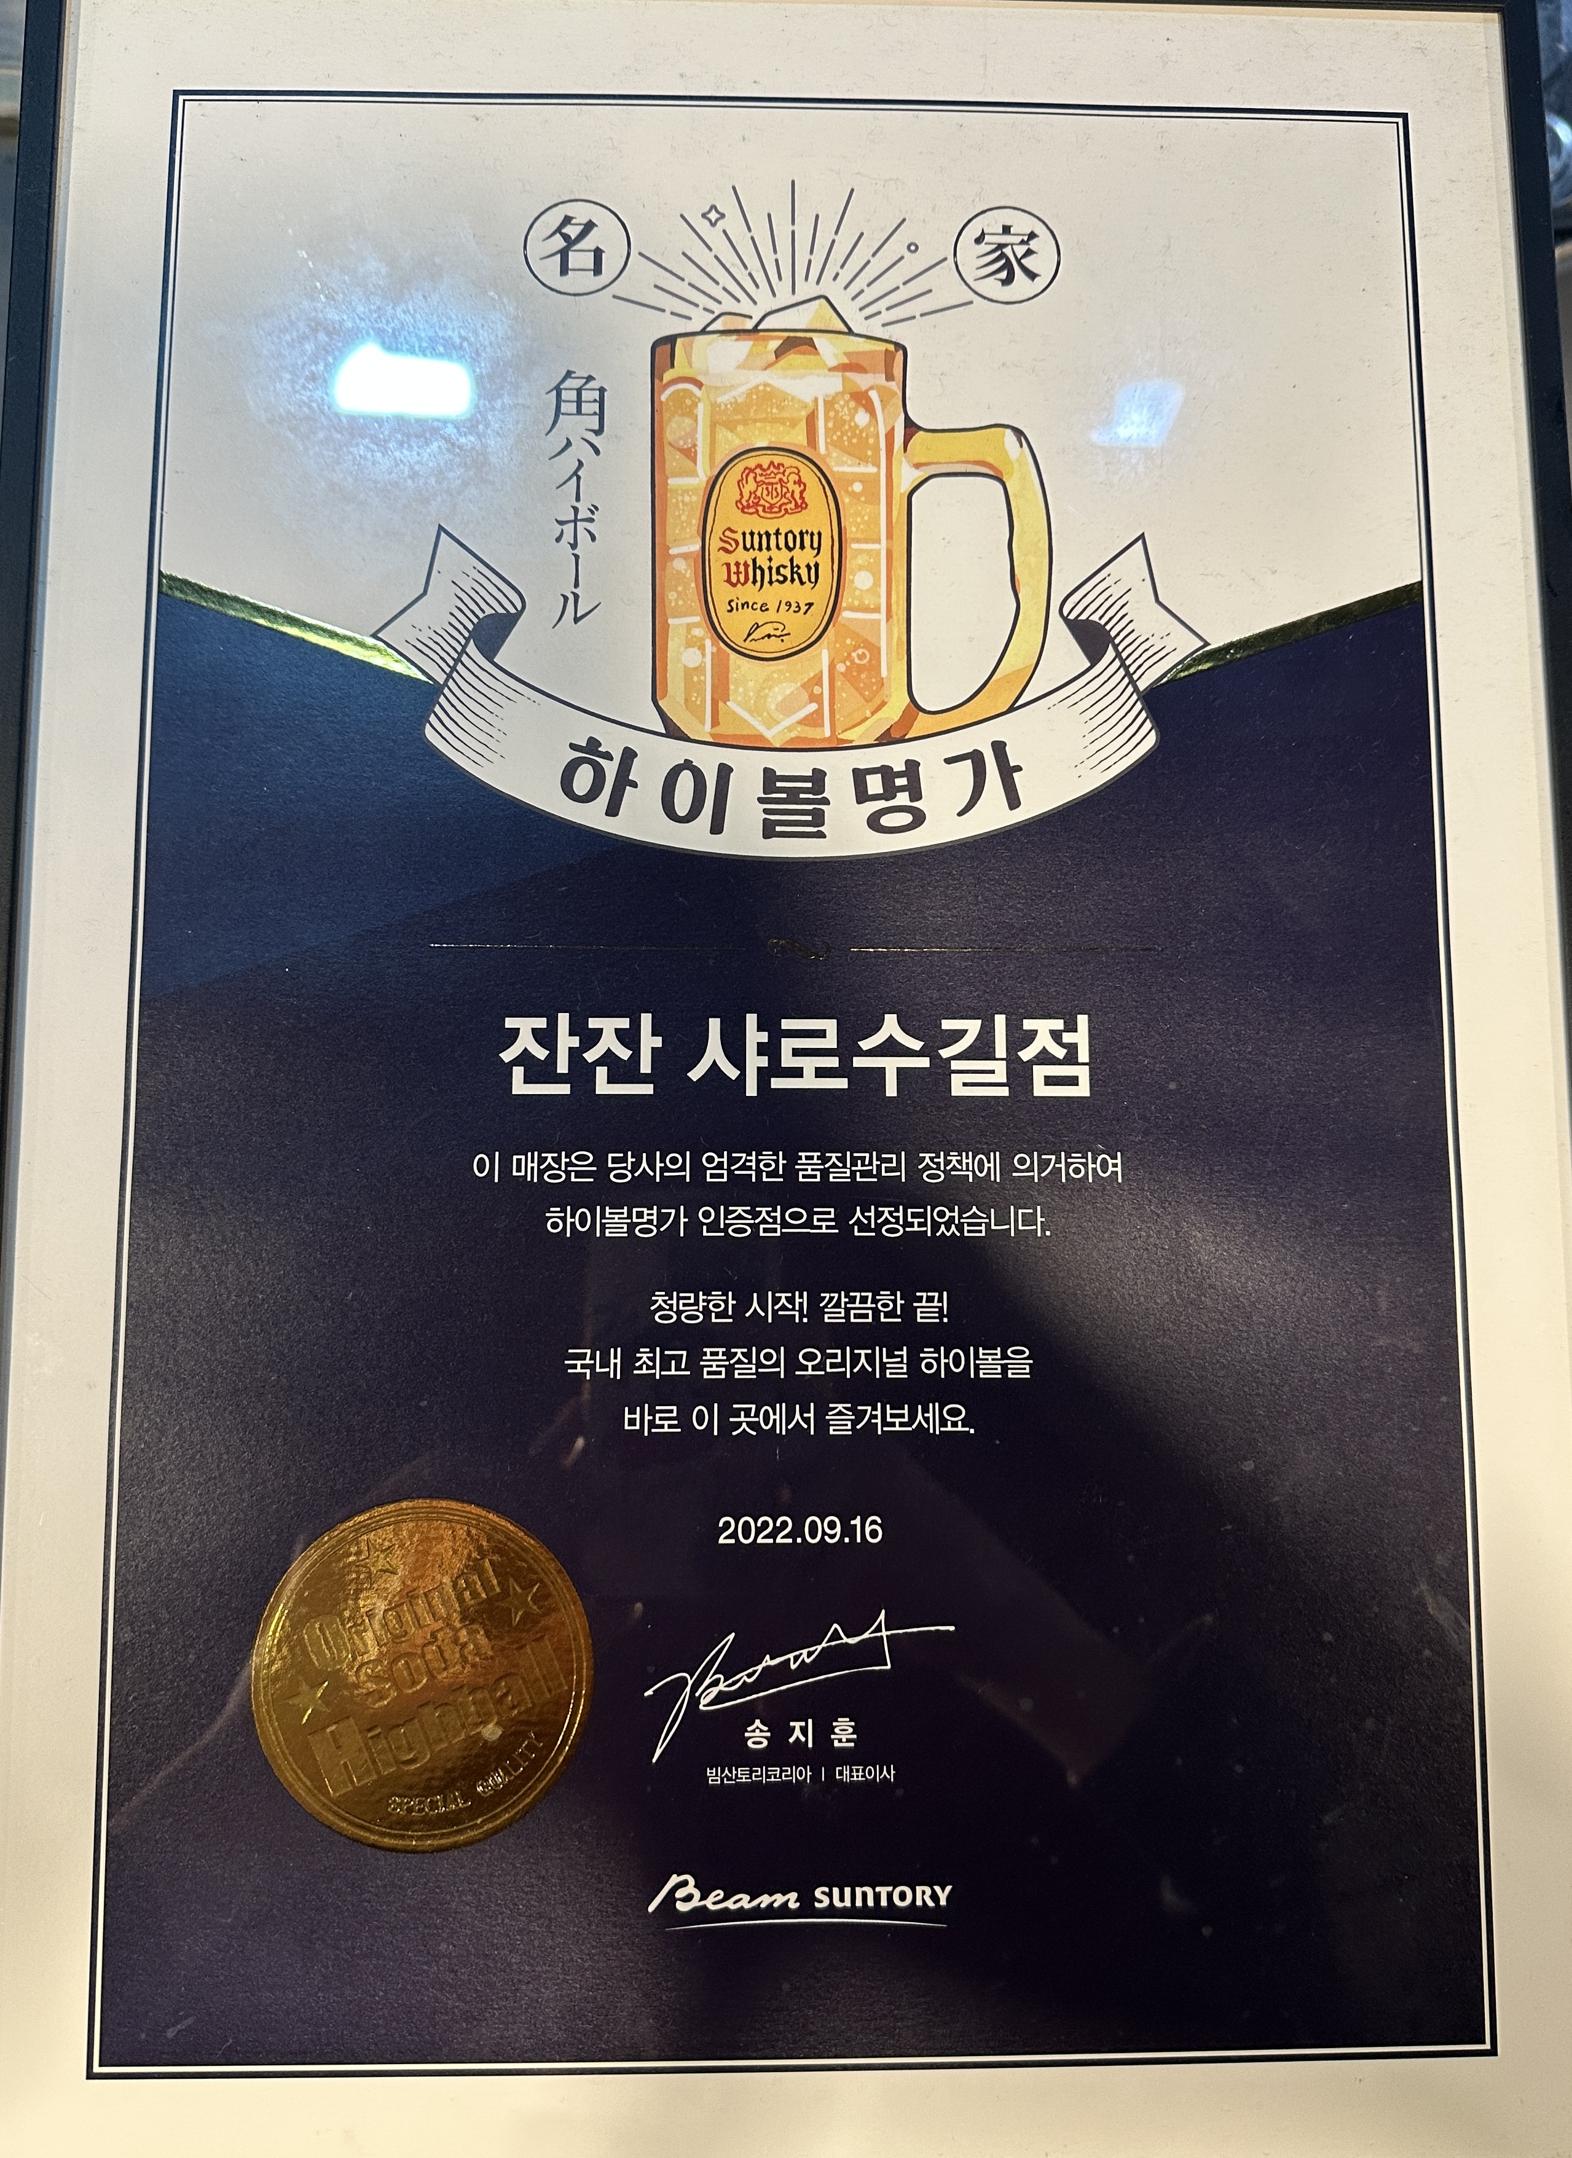 名 家
角ハイボール
Suntory
Whisky
Since 1937
하이볼명가
잔잔 샤로수길점
이 매장은 당사의 엄격한 품질관리 정책에 의거하여
하이볼명가 인증점으로 선정되었습니다.
청량한 시작! 깔끔한 끝!
국내 최고 품질의 오리지널 하이볼을
바로 이 곳에서 즐겨보세요.
2022.09.16
Original
Soda
Highball
SPECIAL QUALITY
송지훈
빔산토리코리아 | 대표이사
Beam SUNTORY